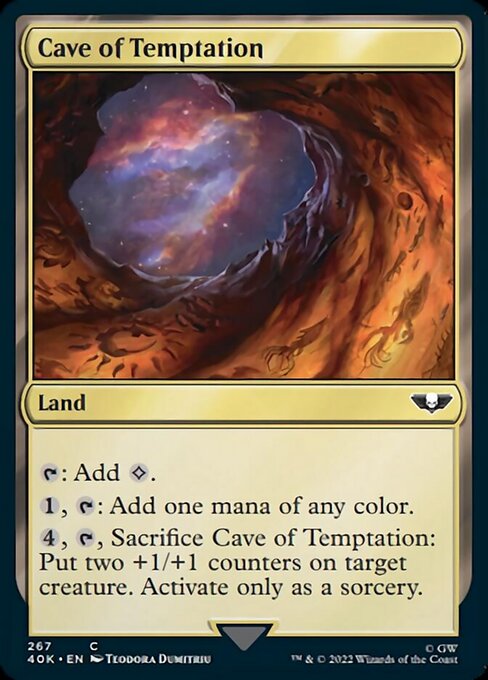 Cave of Temptation
Land
: Add .
1, : Add one mana of any color.
4, , Sacrifice Cave of Temptation:
Put two +1/+1 counters on target
creature. Activate only as a sorcery.
267 C © GW
40K • EN Teodora Dumitriu ™ & © 2022 Wizards of the Coast